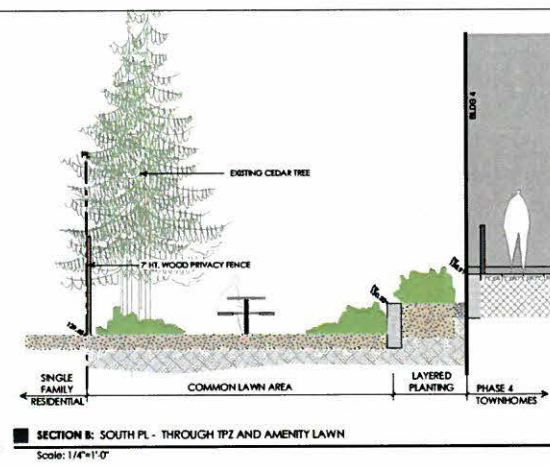 BLDG 4
EXISTING CEDAR TREE
7' HT. WOOD PRIVACY FENCE
SINGLE
FAMILY
RESIDENTIAL
COMMON LAWN AREA
LAYERED
PLANTING
PHASE 4
TOWNHOMES
SECTION B: SOUTH PL - THROUGH TPZ AND AMENITY LAWN
Scale: 1/4"=1'-0"